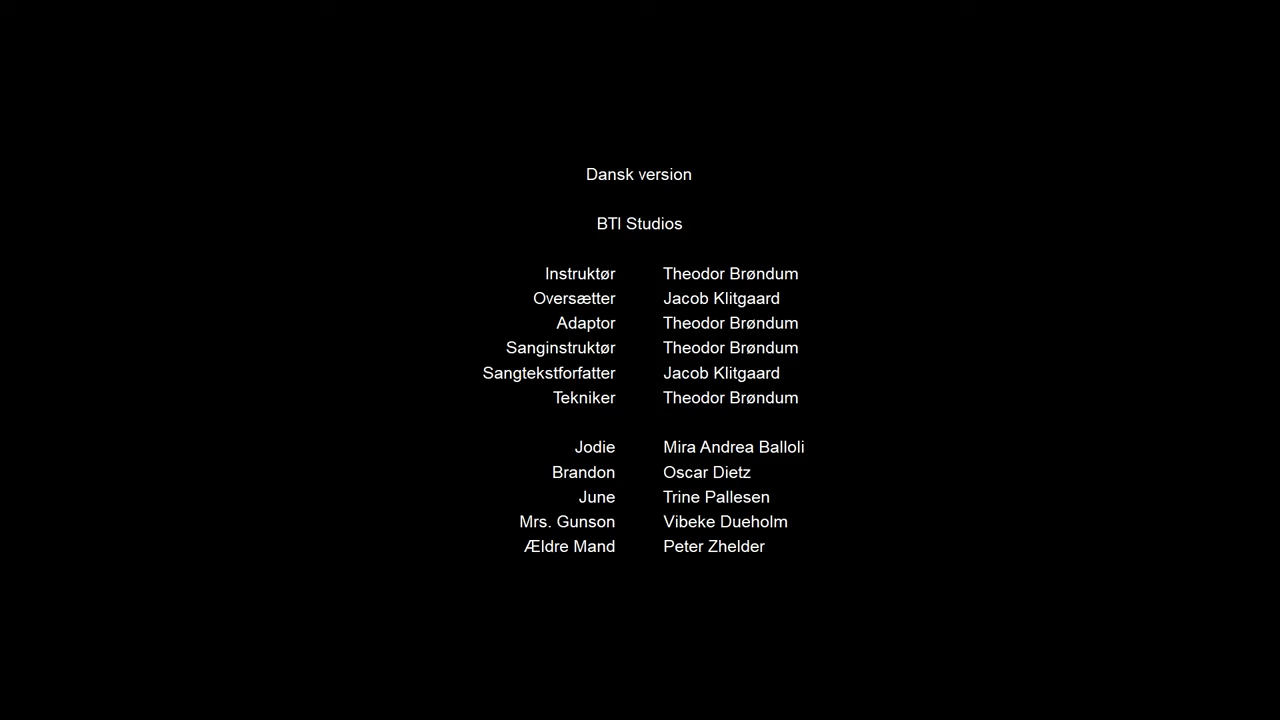 Dansk version
BTI Studios
Instruktør Theodor Brøndum
Oversætter Jacob Klitgaard
Adaptor Theodor Brøndum
Sanginstruktør Theodor Brøndum
Sangtekstforfatter Jacob Klitgaard
Tekniker Theodor Brøndum
Jodie Mira Andrea Balloli
Brandon Oscar Dietz
June Trine Pallesen
Mrs. Gunson Vibeke Dueholm
Ældre Mand Peter Zhelder